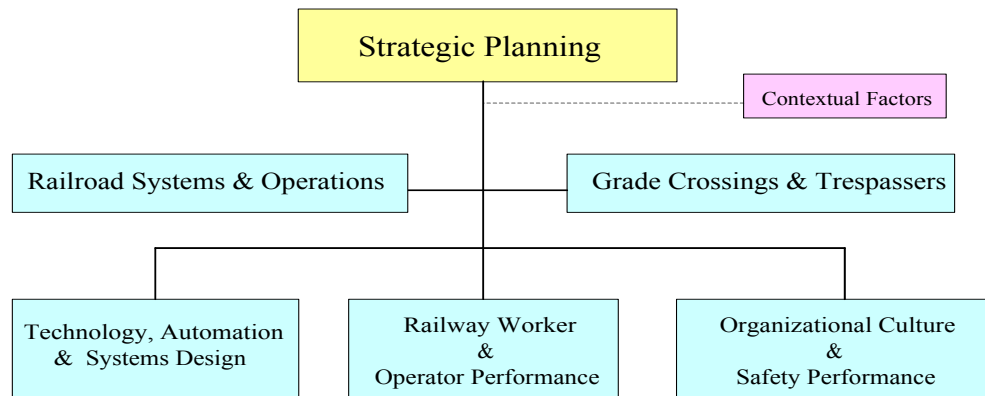 Strategic Planning
Contextual Factors
Railroad Systems & Operations
Grade Crossings & Trespassers
Technology, Automation
& Systems Design
Railway Worker
&
Operator Performance
Organizational Culture
&
Safety Performance